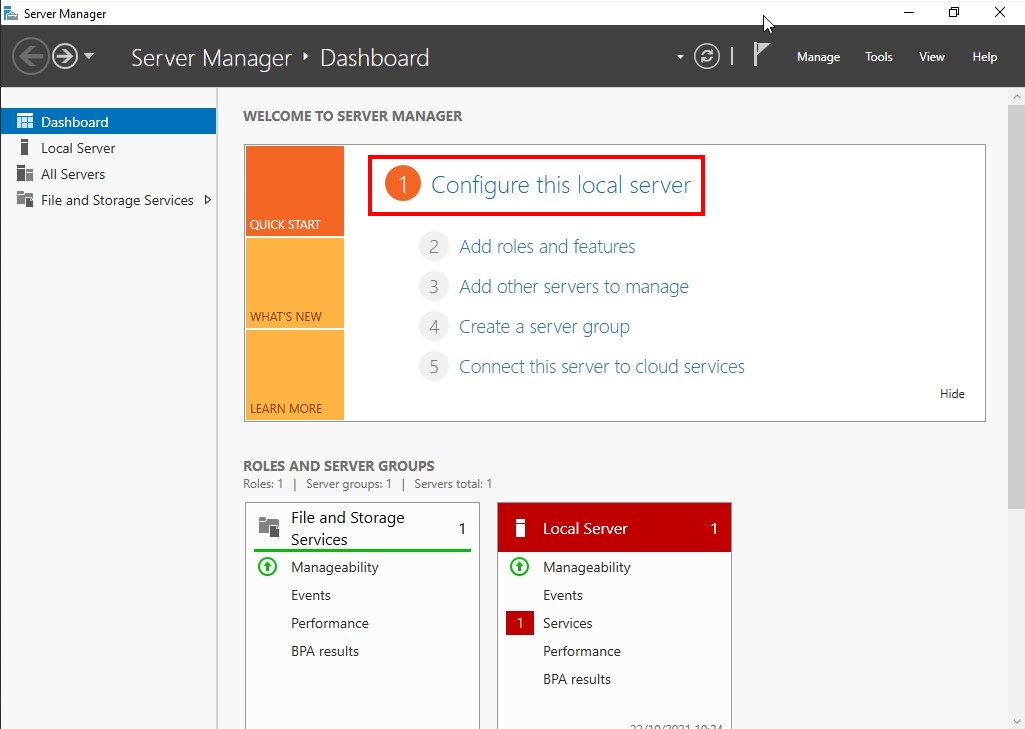 Server Manager
Server Manager ‣ Dashboard
Manage Tools View Help
Dashboard
Local Server
All Servers
File and Storage Services
WELCOME TO SERVER MANAGER
QUICK START
WHAT'S NEW
LEARN MORE
1 Configure this local server
2 Add roles and features
3 Add other servers to manage
4 Create a server group
5 Connect this server to cloud services
Hide
ROLES AND SERVER GROUPS
Roles: 1 | Server groups: 1 | Servers total: 1
File and Storage
Services 1
Manageability
Events
Performance
BPA results
Local Server 1
Manageability
Events
1 Services
Performance
BPA results